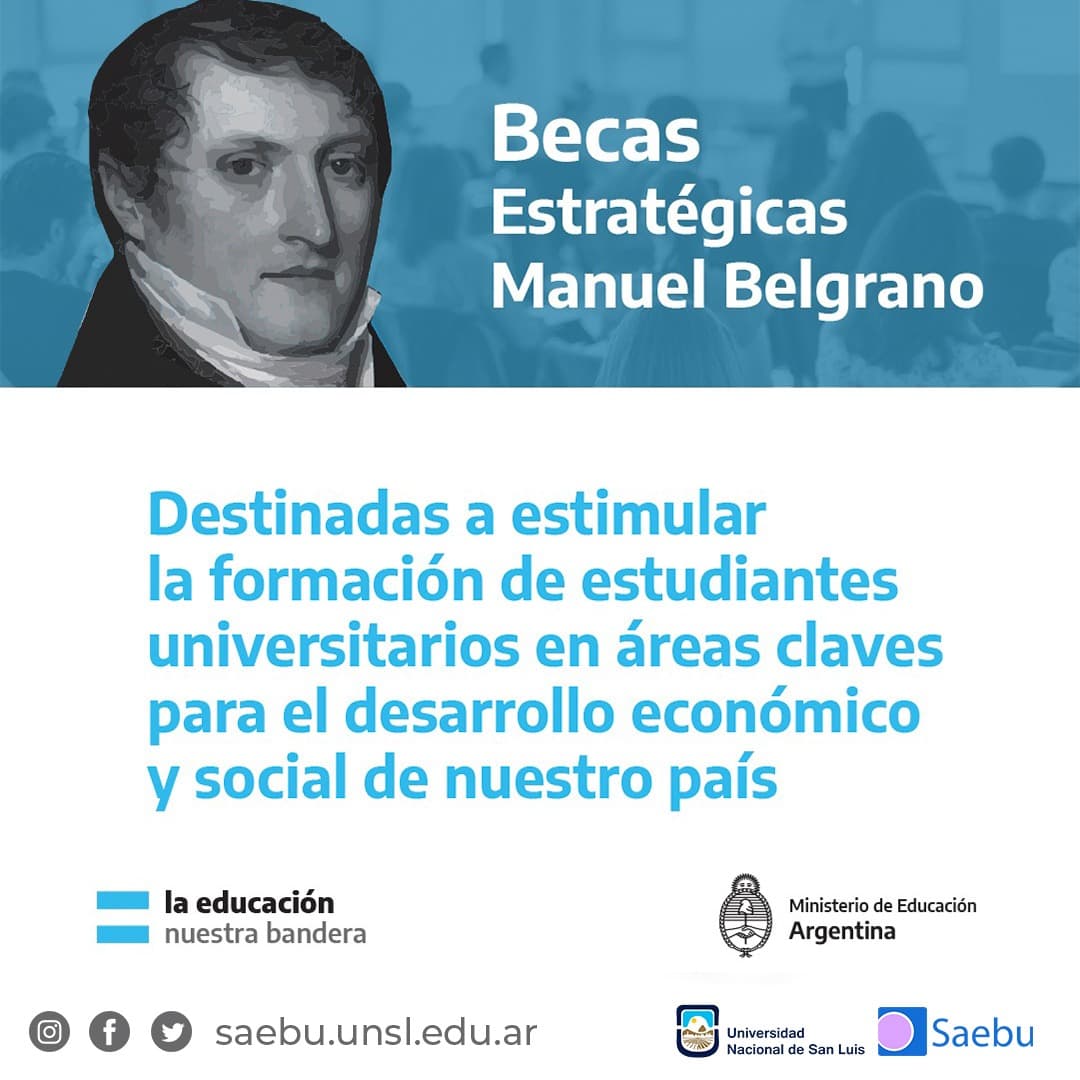 Becas
Estratégicas
Manuel Belgrano
Destinadas a estimular
la formación de estudiantes
universitarios en áreas claves
para el desarrollo económico
y social de nuestro país
la educación
nuestra bandera
Ministerio de Educación
Argentina
saebu.unsl.edu.ar
Universidad
Nacional de San Luis
Saebu